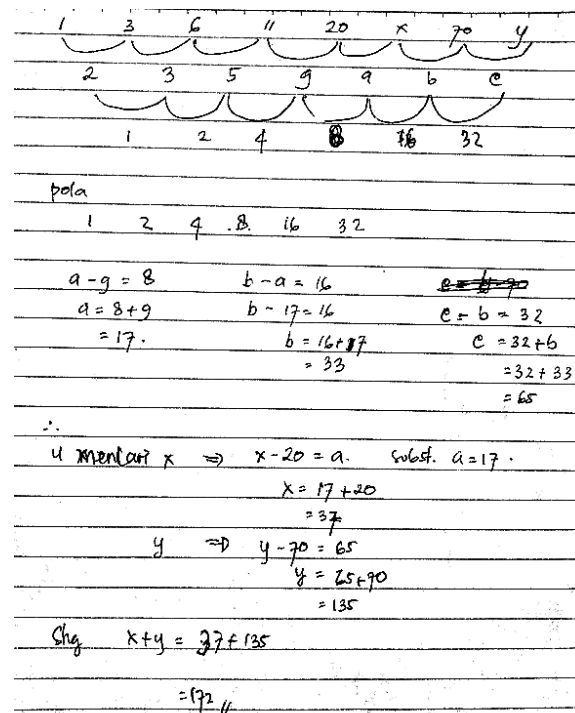 1 3 6 11 20 x 70 y
2 3 5 9 a b c
1 2 4 8 16 32
pola
1 2 4 8 16 32
a - 9 = 8 b - a = 16
a = 8 + 9 b - 17 = 16 c - b = 32
= 17. b = 16 + 17 c = 32 + b
= 33 = 32 + 33
= 65
∴
u mencari x ⇒ x - 20 = a. subst. a = 17.
x = 17 + 20
= 37
y ⇒ y - 70 = 65
y = 65 + 70
= 135
Shg x + y = 37 + 135
= 172 //